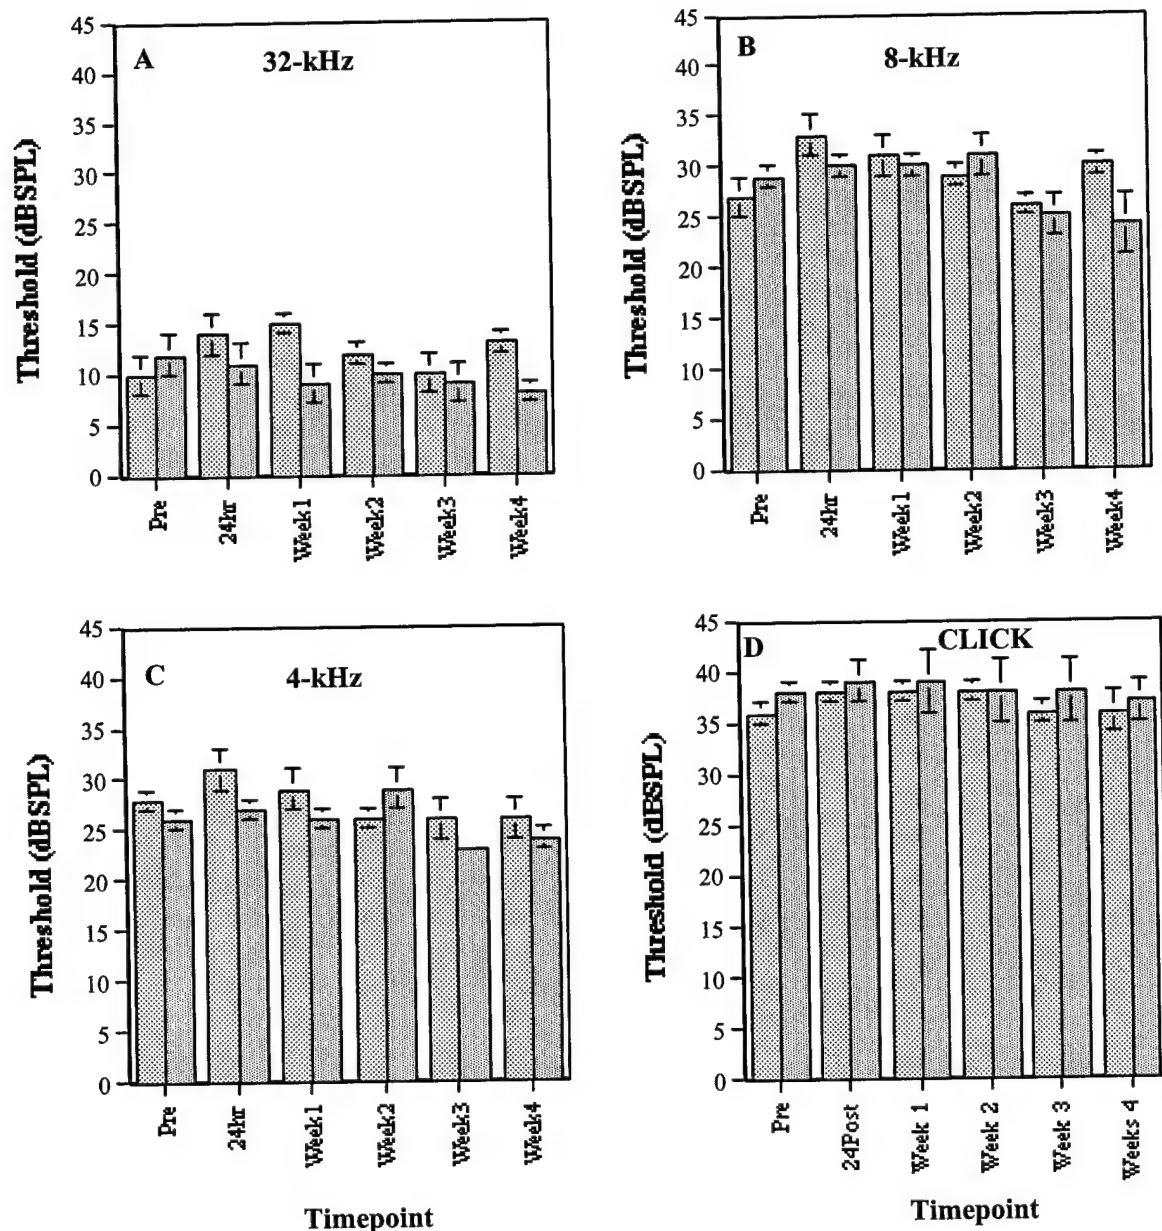 A
32-kHz
Threshold (dBSPL)
45
40
35
30
25
20
15
10
5
0
Pre
24hr
Week1
Week2
Week3
Week4
B
8-kHz
Threshold (dBSPL)
45
40
35
30
25
20
15
10
5
0
Pre
24hr
Week1
Week2
Week3
Week4
C
4-kHz
Threshold (dBSPL)
45
40
35
30
25
20
15
10
5
0
Pre
24hr
Week1
Week2
Week3
Week4
Timepoint
D
CLICK
Threshold (dBSPL)
45
40
35
30
25
20
15
10
5
0
Pre
24Post
Week 1
Week 2
Week 3
Weeks 4
Timepoint